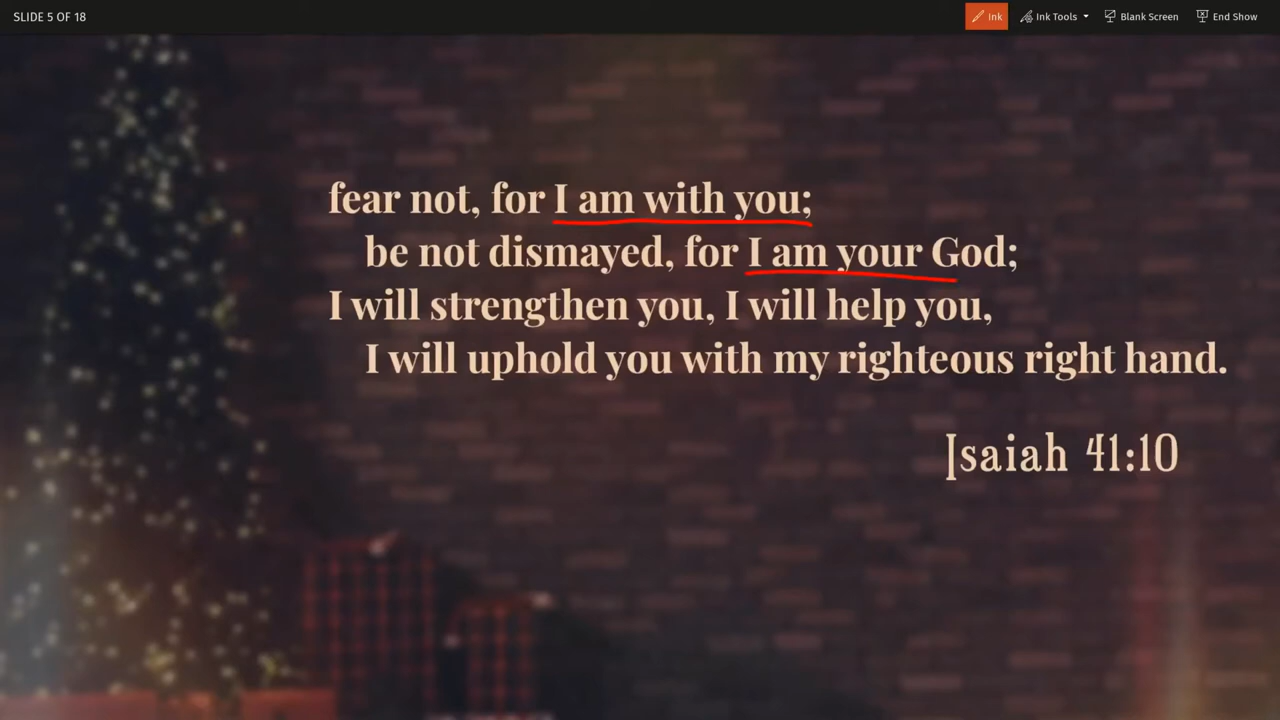 SLIDE 5 OF 18
Ink
Ink Tools
Blank Screen
End Show
fear not, for I am with you;
be not dismayed, for I am your God;
I will strengthen you, I will help you,
I will uphold you with my righteous right hand.
Isaiah 41:10